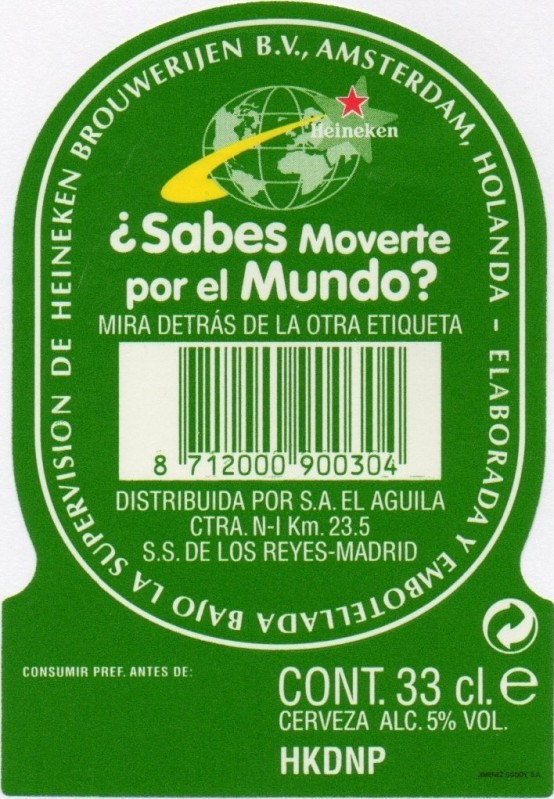 ELABORADA Y EMBOTELLADA BAJO LA SUPERVISION DE HEINEKEN BROUWERIJEN B.V., AMSTERDAM, HOLANDA -
Heineken
¿Sabes Moverte
por el Mundo?
MIRA DETRÁS DE LA OTRA ETIQUETA
8 712000 900304
DISTRIBUIDA POR S.A. EL AGUILA
CTRA. N-I Km. 23.5
S.S. DE LOS REYES-MADRID
CONSUMIR PREF. ANTES DE:
CONT. 33 cl. e
CERVEZA ALC. 5% VOL.
HKDNP